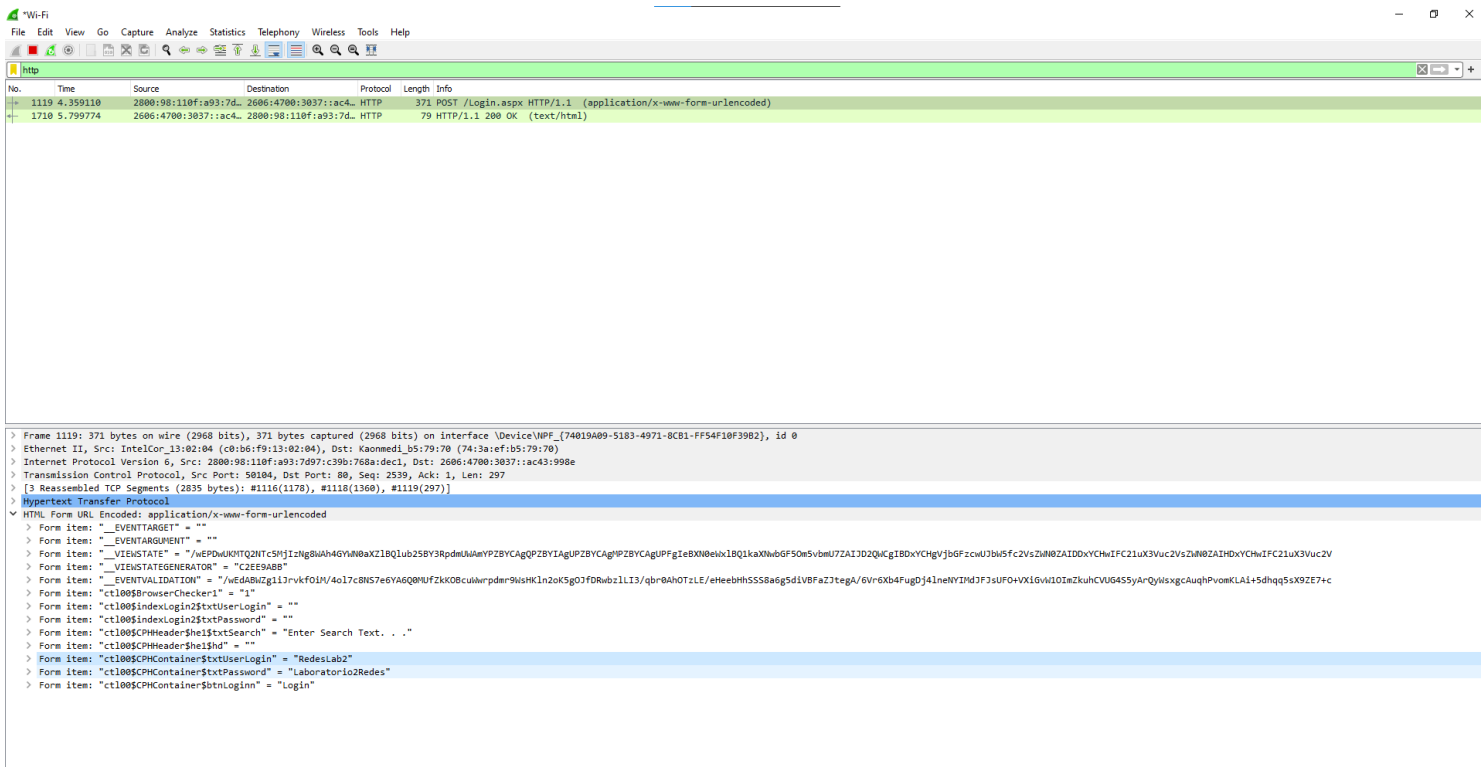 *Wi-Fi
File Edit View Go Capture Analyze Statistics Telephony Wireless Tools Help
http
No. Time Source Destination Protocol Length Info
1119 4.359110 2800:98:110f:a93:7d… 2606:4700:3037::ac4… HTTP 371 POST /Login.aspx HTTP/1.1 (application/x-www-form-urlencoded)
1710 5.799774 2606:4700:3037::ac4… 2800:98:110f:a93:7d… HTTP 79 HTTP/1.1 200 OK (text/html)
> Frame 1119: 371 bytes on wire (2968 bits), 371 bytes captured (2968 bits) on interface \Device\NPF_{74019A09-5183-4971-8CB1-FF54F10F39B2}, id 0
> Ethernet II, Src: IntelCor_13:02:04 (c0:b6:f9:13:02:04), Dst: Kaonmedi_b5:79:70 (74:3a:ef:b5:79:70)
> Internet Protocol Version 6, Src: 2800:98:110f:a93:7d97:c39b:768a:dec1, Dst: 2606:4700:3037::ac43:998e
> Transmission Control Protocol, Src Port: 50104, Dst Port: 80, Seq: 2539, Ack: 1, Len: 297
> [3 Reassembled TCP Segments (2835 bytes): #1116(1178), #1118(1360), #1119(297)]
> Hypertext Transfer Protocol
HTML Form URL Encoded: application/x-www-form-urlencoded
> Form item: "__EVENTTARGET" = ""
> Form item: "__EVENTARGUMENT" = ""
> Form item: "__VIEWSTATE" =
> Form item: "__VIEWSTATEGENERATOR" = "C2EE9ABB"
> Form item: "__EVENTVALIDATION" =
> Form item: "ctl00$BrowserChecker1" = "1"
> Form item: "ctl00$indexLogin2$txtUserLogin" = ""
> Form item: "ctl00$indexLogin2$txtPassword" = ""
> Form item: "ctl00$CPHHeader$he1$txtSearch" = "Enter Search Text. . ."
> Form item: "ctl00$CPHHeader$he1$hd" = ""
> Form item: "ctl00$CPHContainer$txtUserLogin" = "RedesLab2"
> Form item: "ctl00$CPHContainer$txtPassword" = "Laboratorio2Redes"
> Form item: "ctl00$CPHContainer$btnLoginn" = "Login"